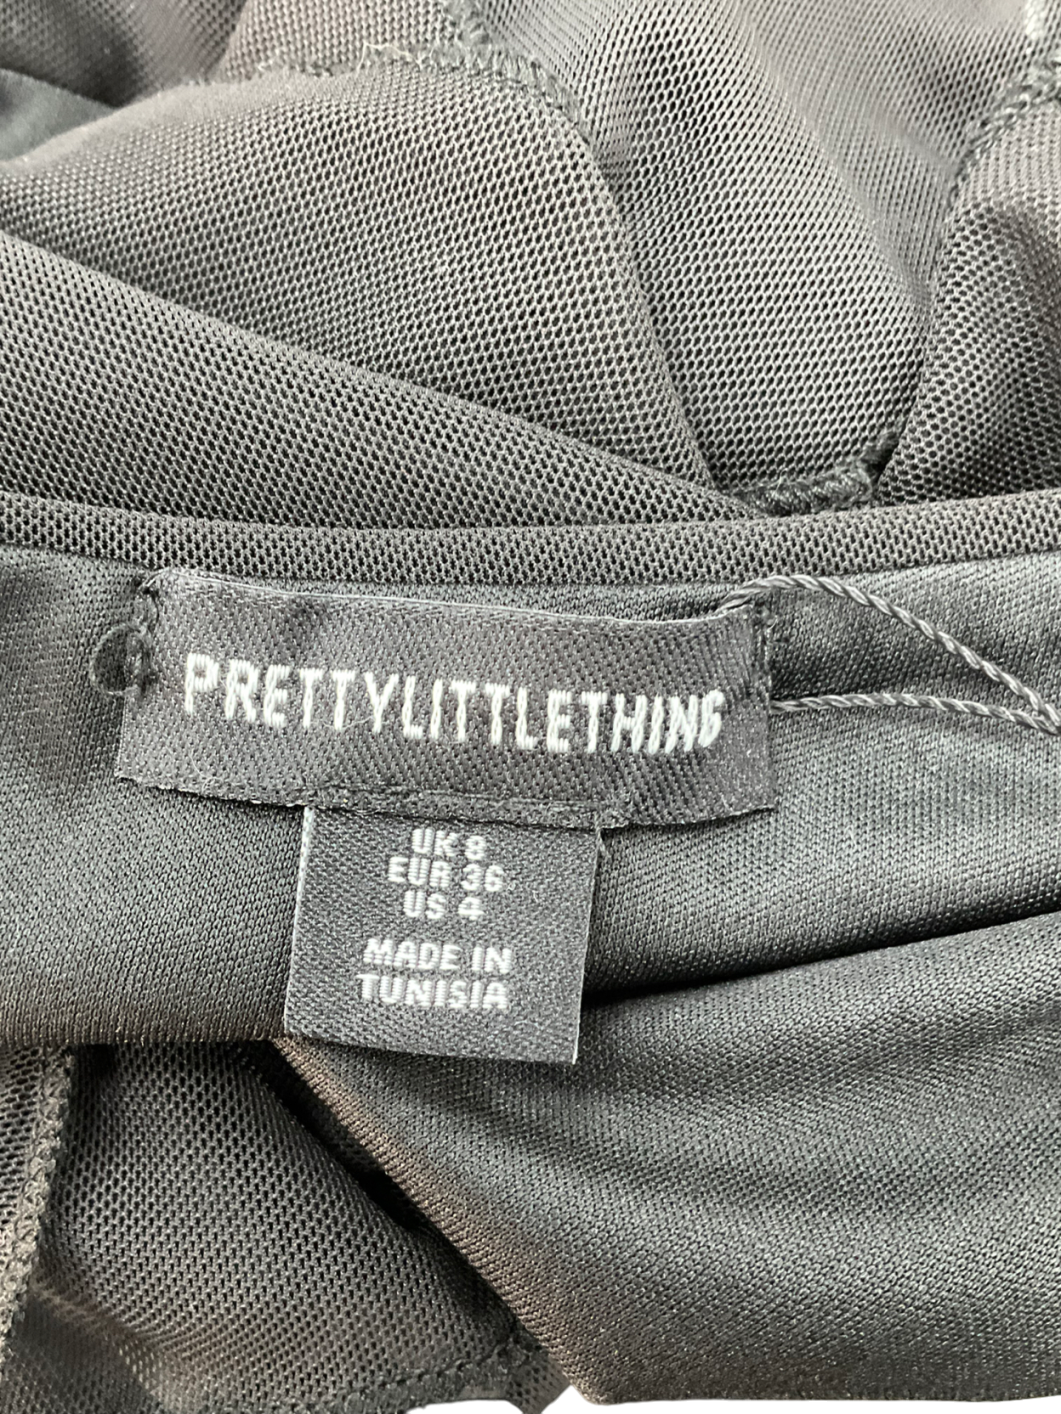 PRETTYLITTLETHING
UK 8
EUR 36
US 4
MADE IN
TUNISIA